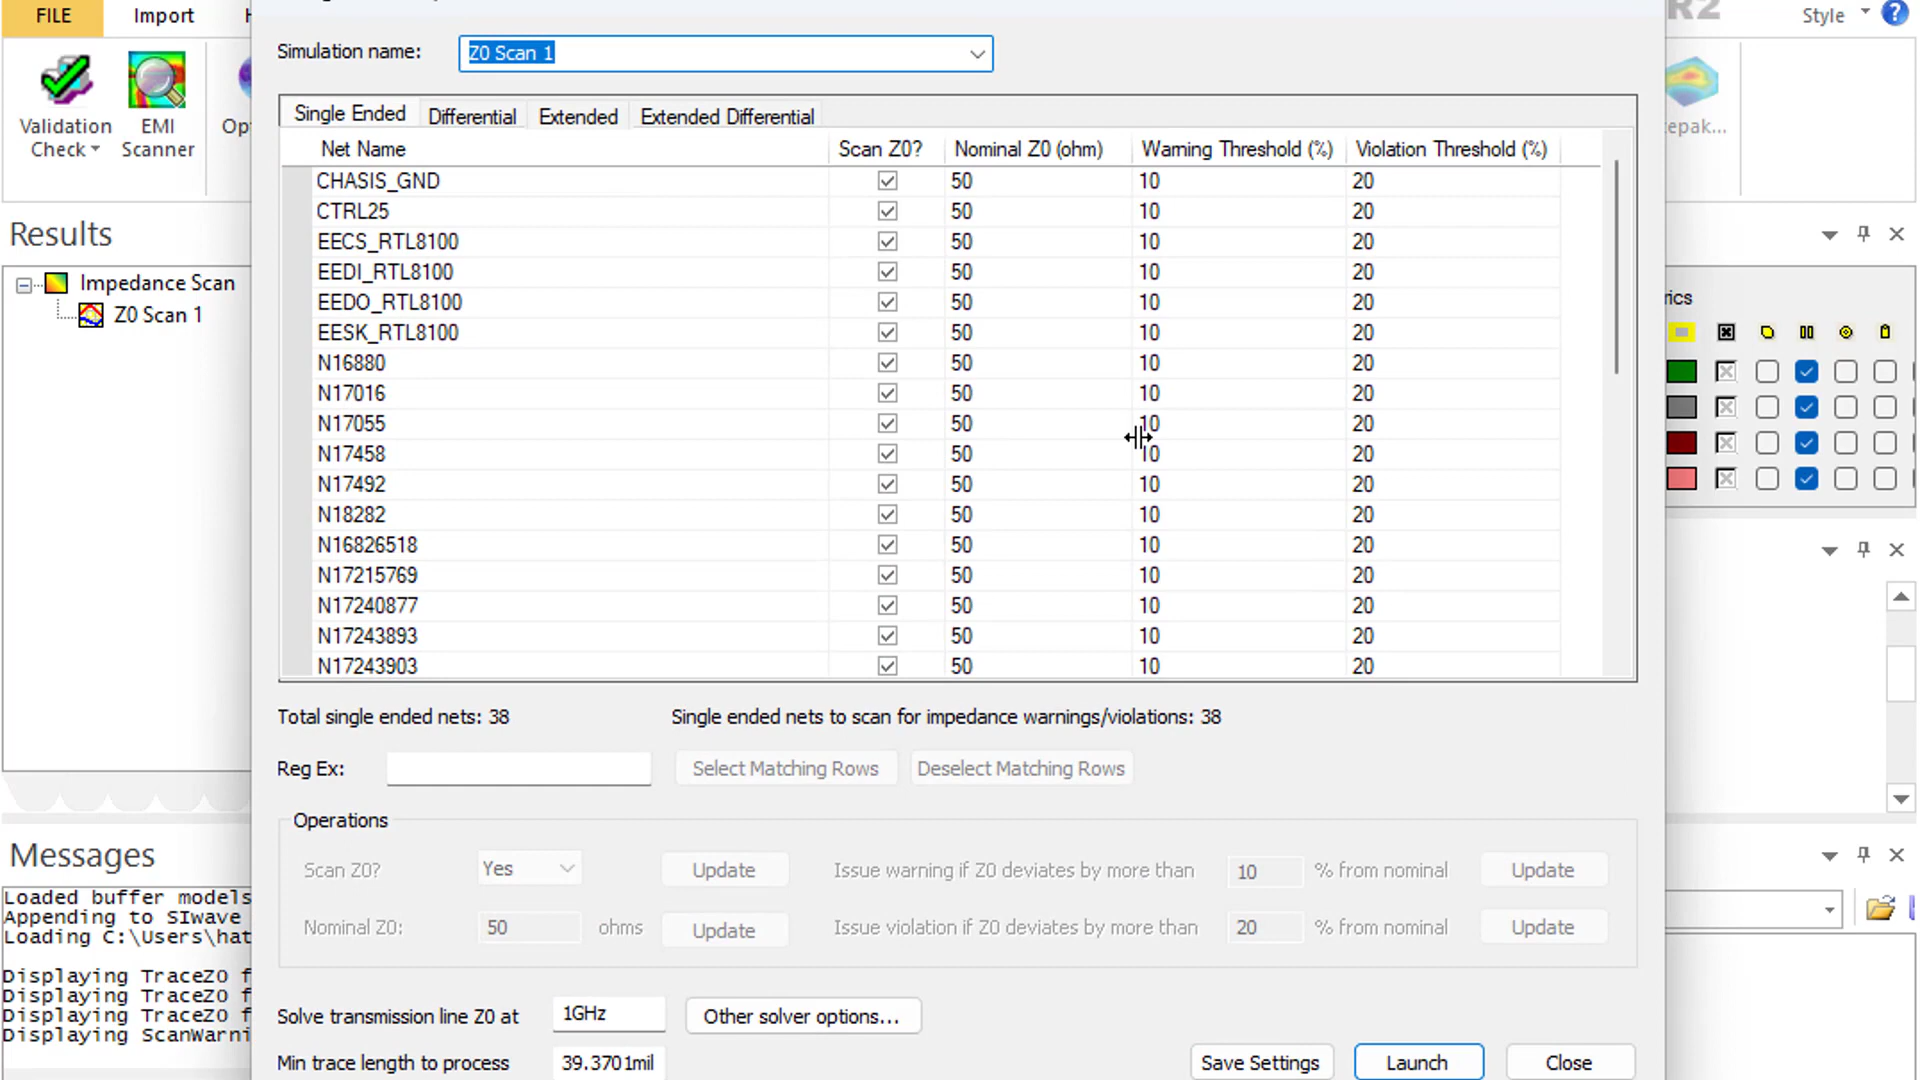 FILE Import R2 Style
Validation Check
EMI Scanner
Simulation name: Z0 Scan 1
Single Ended Differential Extended Extended Differential
Net Name Scan Z0? Nominal Z0 (ohm) Warning Threshold (%) Violation Threshold (%)
CHASIS_GND 50 10 20
CTRL25 50 10 20
EECS_RTL8100 50 10 20
EEDI_RTL8100 50 10 20
EEDO_RTL8100 50 10 20
EESK_RTL8100 50 10 20
N16880 50 10 20
N17016 50 10 20
N17055 50 10 20
N17458 50 10 20
N17492 50 10 20
N18282 50 10 20
N16826518 50 10 20
N17215769 50 10 20
N17240877 50 10 20
N17243893 50 10 20
N17243903 50 10 20
Total single ended nets: 38 Single ended nets to scan for impedance warnings/violations: 38
Reg Ex: Select Matching Rows Deselect Matching Rows
Operations
Scan Z0? Yes Update Issue warning if Z0 deviates by more than 10 % from nominal Update
Nominal Z0: 50 ohms Update Issue violation if Z0 deviates by more than 20 % from nominal Update
Solve transmission line Z0 at 1GHz Other solver options...
Min trace length to process 39.3701mil Save Settings Launch Close
Results
Impedance Scan
Z0 Scan 1
Messages
Loaded buffer models
Appending to SIwave
Loading C:\Users\hat
Displaying TraceZ0 f
Displaying TraceZ0 f
Displaying TraceZ0 f
Displaying ScanWarni